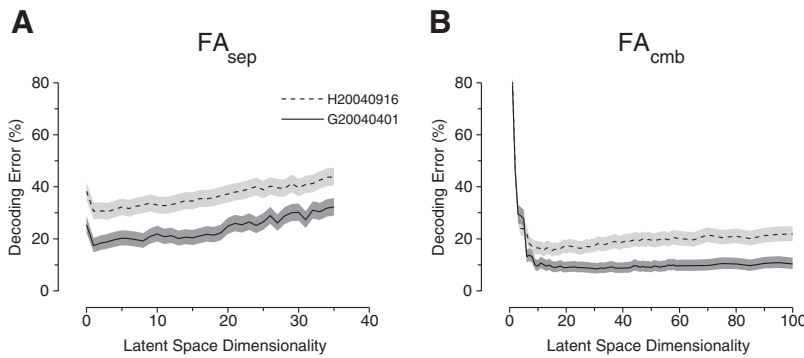 A
FA
sep
80
60
40
20
0
Decoding Error (%)
H20040916
G20040401
0 10 20 30 40
Latent Space Dimensionality
B
FA
cmb
80
60
40
20
0
Decoding Error (%)
0 20 40 60 80 100
Latent Space Dimensionality